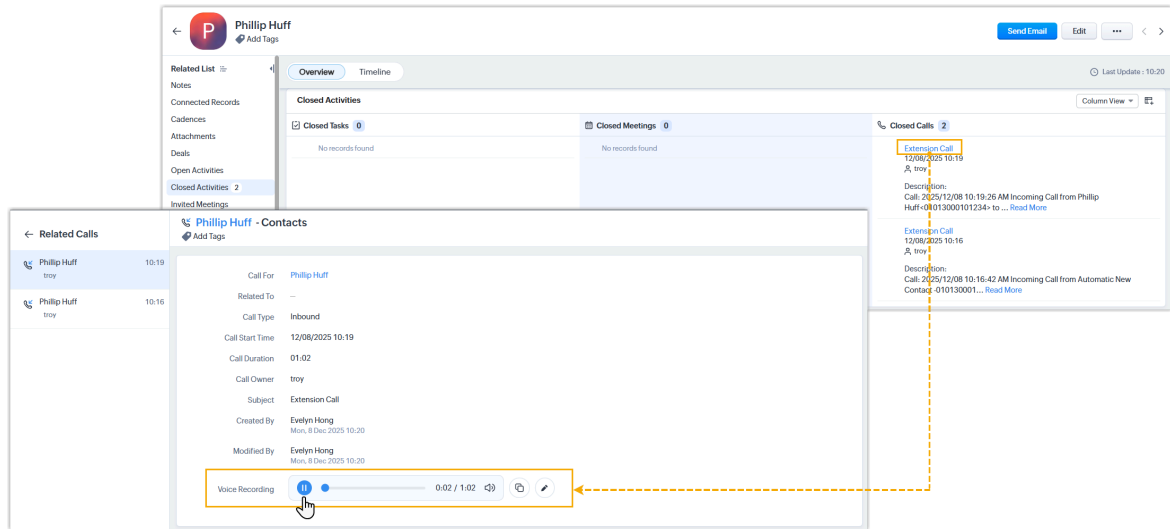 P
Phillip Huff
Add Tags
Send Email
Edit
Related List
Notes
Connected Records
Cadences
Attachments
Deals
Open Activities
Closed Activities 2
Invited Meetings
Overview
Timeline
Last Update : 10:20
Closed Activities
Column View
Closed Tasks 0
Closed Meetings 0
Closed Calls 2
No records found
No records found
Extension Call
12/08/2025 10:19
troy
Description:
Call: 2025/12/08 10:19:26 AM Incoming Call from Phillip
Huff<01013000101234> to ... Read More
Extension Call
12/08/2025 10:16
troy
Description:
Call: 2025/12/08 10:16:42 AM Incoming Call from Automatic New
Contact -010130001... Read More
Related Calls
Phillip Huff 10:19
troy
Phillip Huff 10:16
troy
Phillip Huff - Contacts
Add Tags
Call For Phillip Huff
Related To —
Call Type Inbound
Call Start Time 12/08/2025 10:19
Call Duration 01:02
Call Owner troy
Subject Extension Call
Created By Evelyn Hong
Mon, 8 Dec 2025 10:20
Modified By Evelyn Hong
Mon, 8 Dec 2025 10:20
Voice Recording 0:02 / 1:02